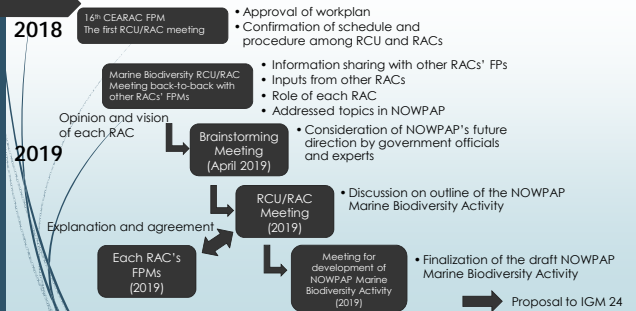 2018
16th CEARAC FPM
The first RCU/RAC meeting
• Approval of workplan
• Confirmation of schedule and
procedure among RCU and RACs
Marine Biodiversity RCU/RAC
Meeting back-to-back with
other RACs' FPMs
• Information sharing with other RACs' FPs
• Inputs from other RACs
• Role of each RAC
• Addressed topics in NOWPAP
Opinion and vision
of each RAC
2019
Brainstorming
Meeting
(April 2019)
• Consideration of NOWPAP's future
direction by government officials
and experts
RCU/RAC
Meeting
(2019)
• Discussion on outline of the NOWPAP
Marine Biodiversity Activity
Explanation and agreement
Each RAC's
FPMs
(2019)
Meeting for
development of
NOWPAP Marine
Biodiversity Activity
(2019)
• Finalization of the draft NOWPAP
Marine Biodiversity Activity
Proposal to IGM 24